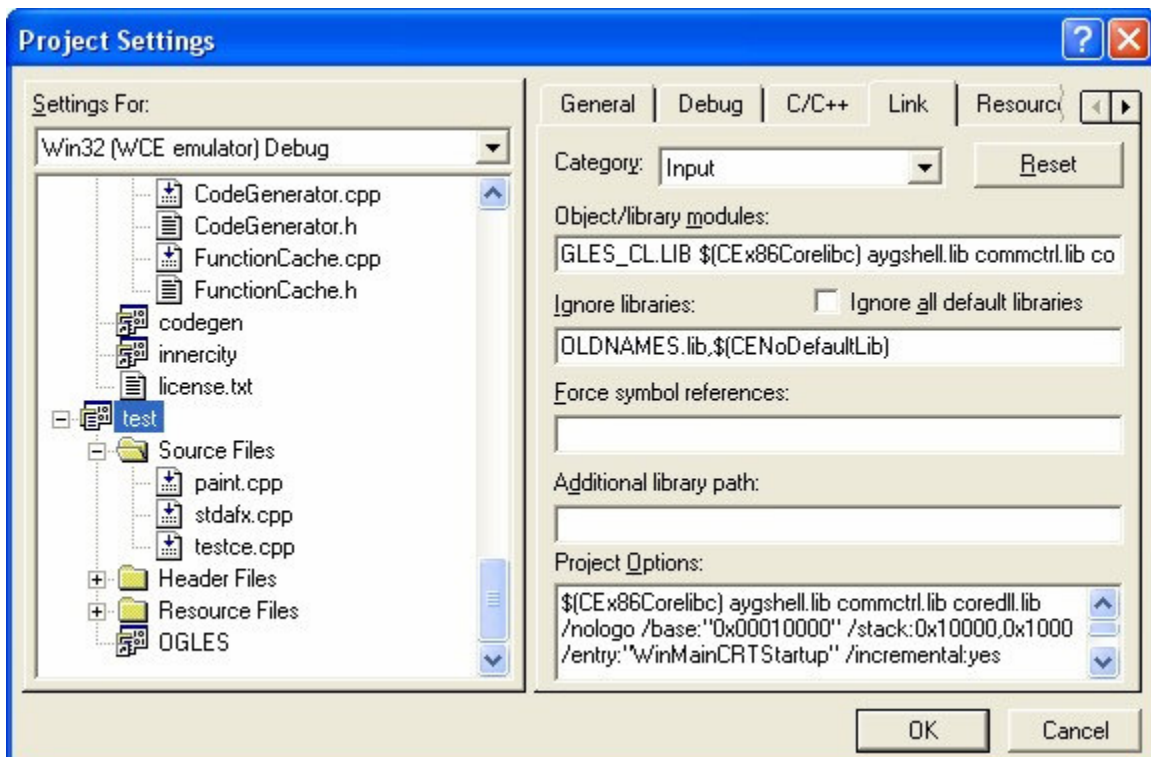 Project Settings
Settings For:
Win32 (WCE emulator) Debug
CodeGenerator.cpp
CodeGenerator.h
FunctionCache.cpp
FunctionCache.h
codegen
innercity
license.txt
test
Source Files
paint.cpp
stdafx.cpp
testce.cpp
Header Files
Resource Files
OGLES
General Debug C/C++ Link Resourc
Category: Input Reset
Object/library modules:
GLES_CL.LIB $(CEx86Corelibc) aygshell.lib commctrl.lib co
Ignore libraries: Ignore all default libraries
OLDNAMES.lib,$(CENoDefaultLib)
Force symbol references:
Additional library path:
Project Options:
$(CEx86Corelibc) aygshell.lib commctrl.lib coredll.lib
/nologo /base:"0x00010000" /stack:0x10000,0x1000
/entry:"WinMainCRTStartup" /incremental:yes
OK Cancel